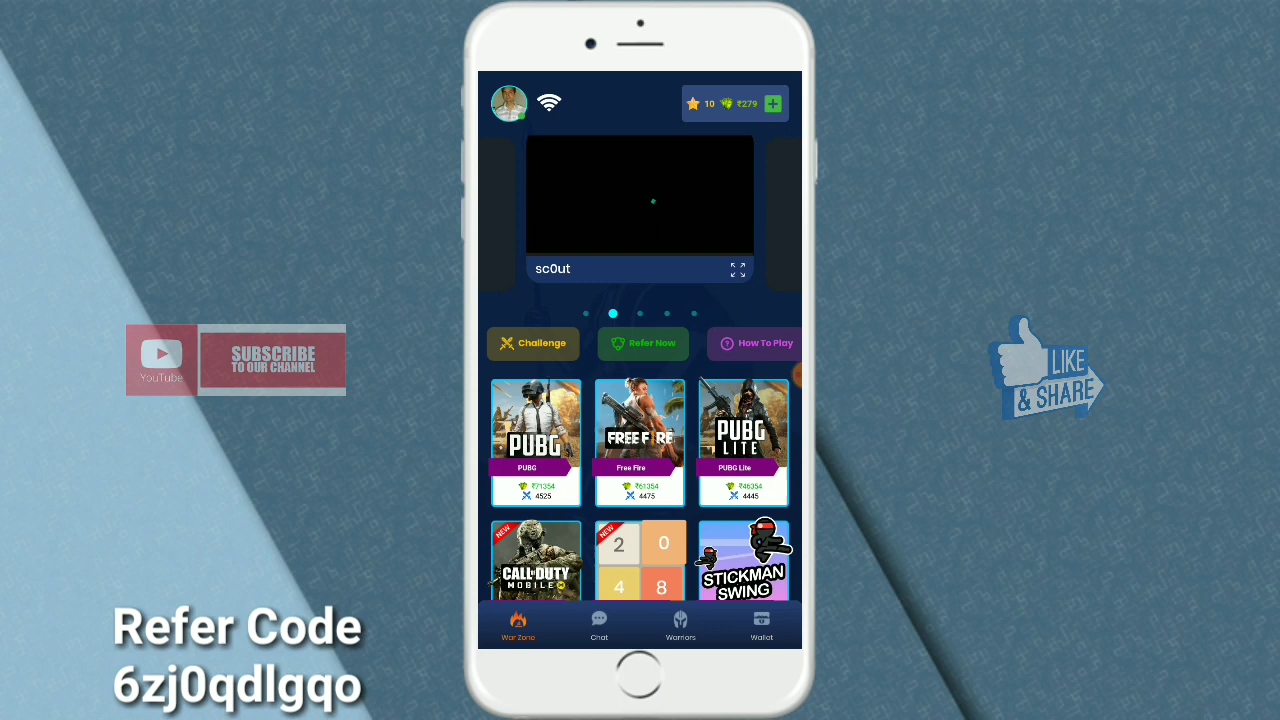 10 ₹279
sc0ut
Challenge
Refer Now
How To Play
PUBG
FREE FIRE
PUBG
LITE
PUBG
Free Fire
PUBG Lite
₹71354
4525
₹61354
4475
₹46354
4445
NEW
CALL OF DUTY
MOBILE
NEW
2 0
4 8
STICKMAN
SWING
War Zone
Chat
Warriors
Wallet
YouTube
SUBSCRIBE
TO OUR CHANNEL
LIKE
& SHARE
Refer Code
6zj0qdlgqo